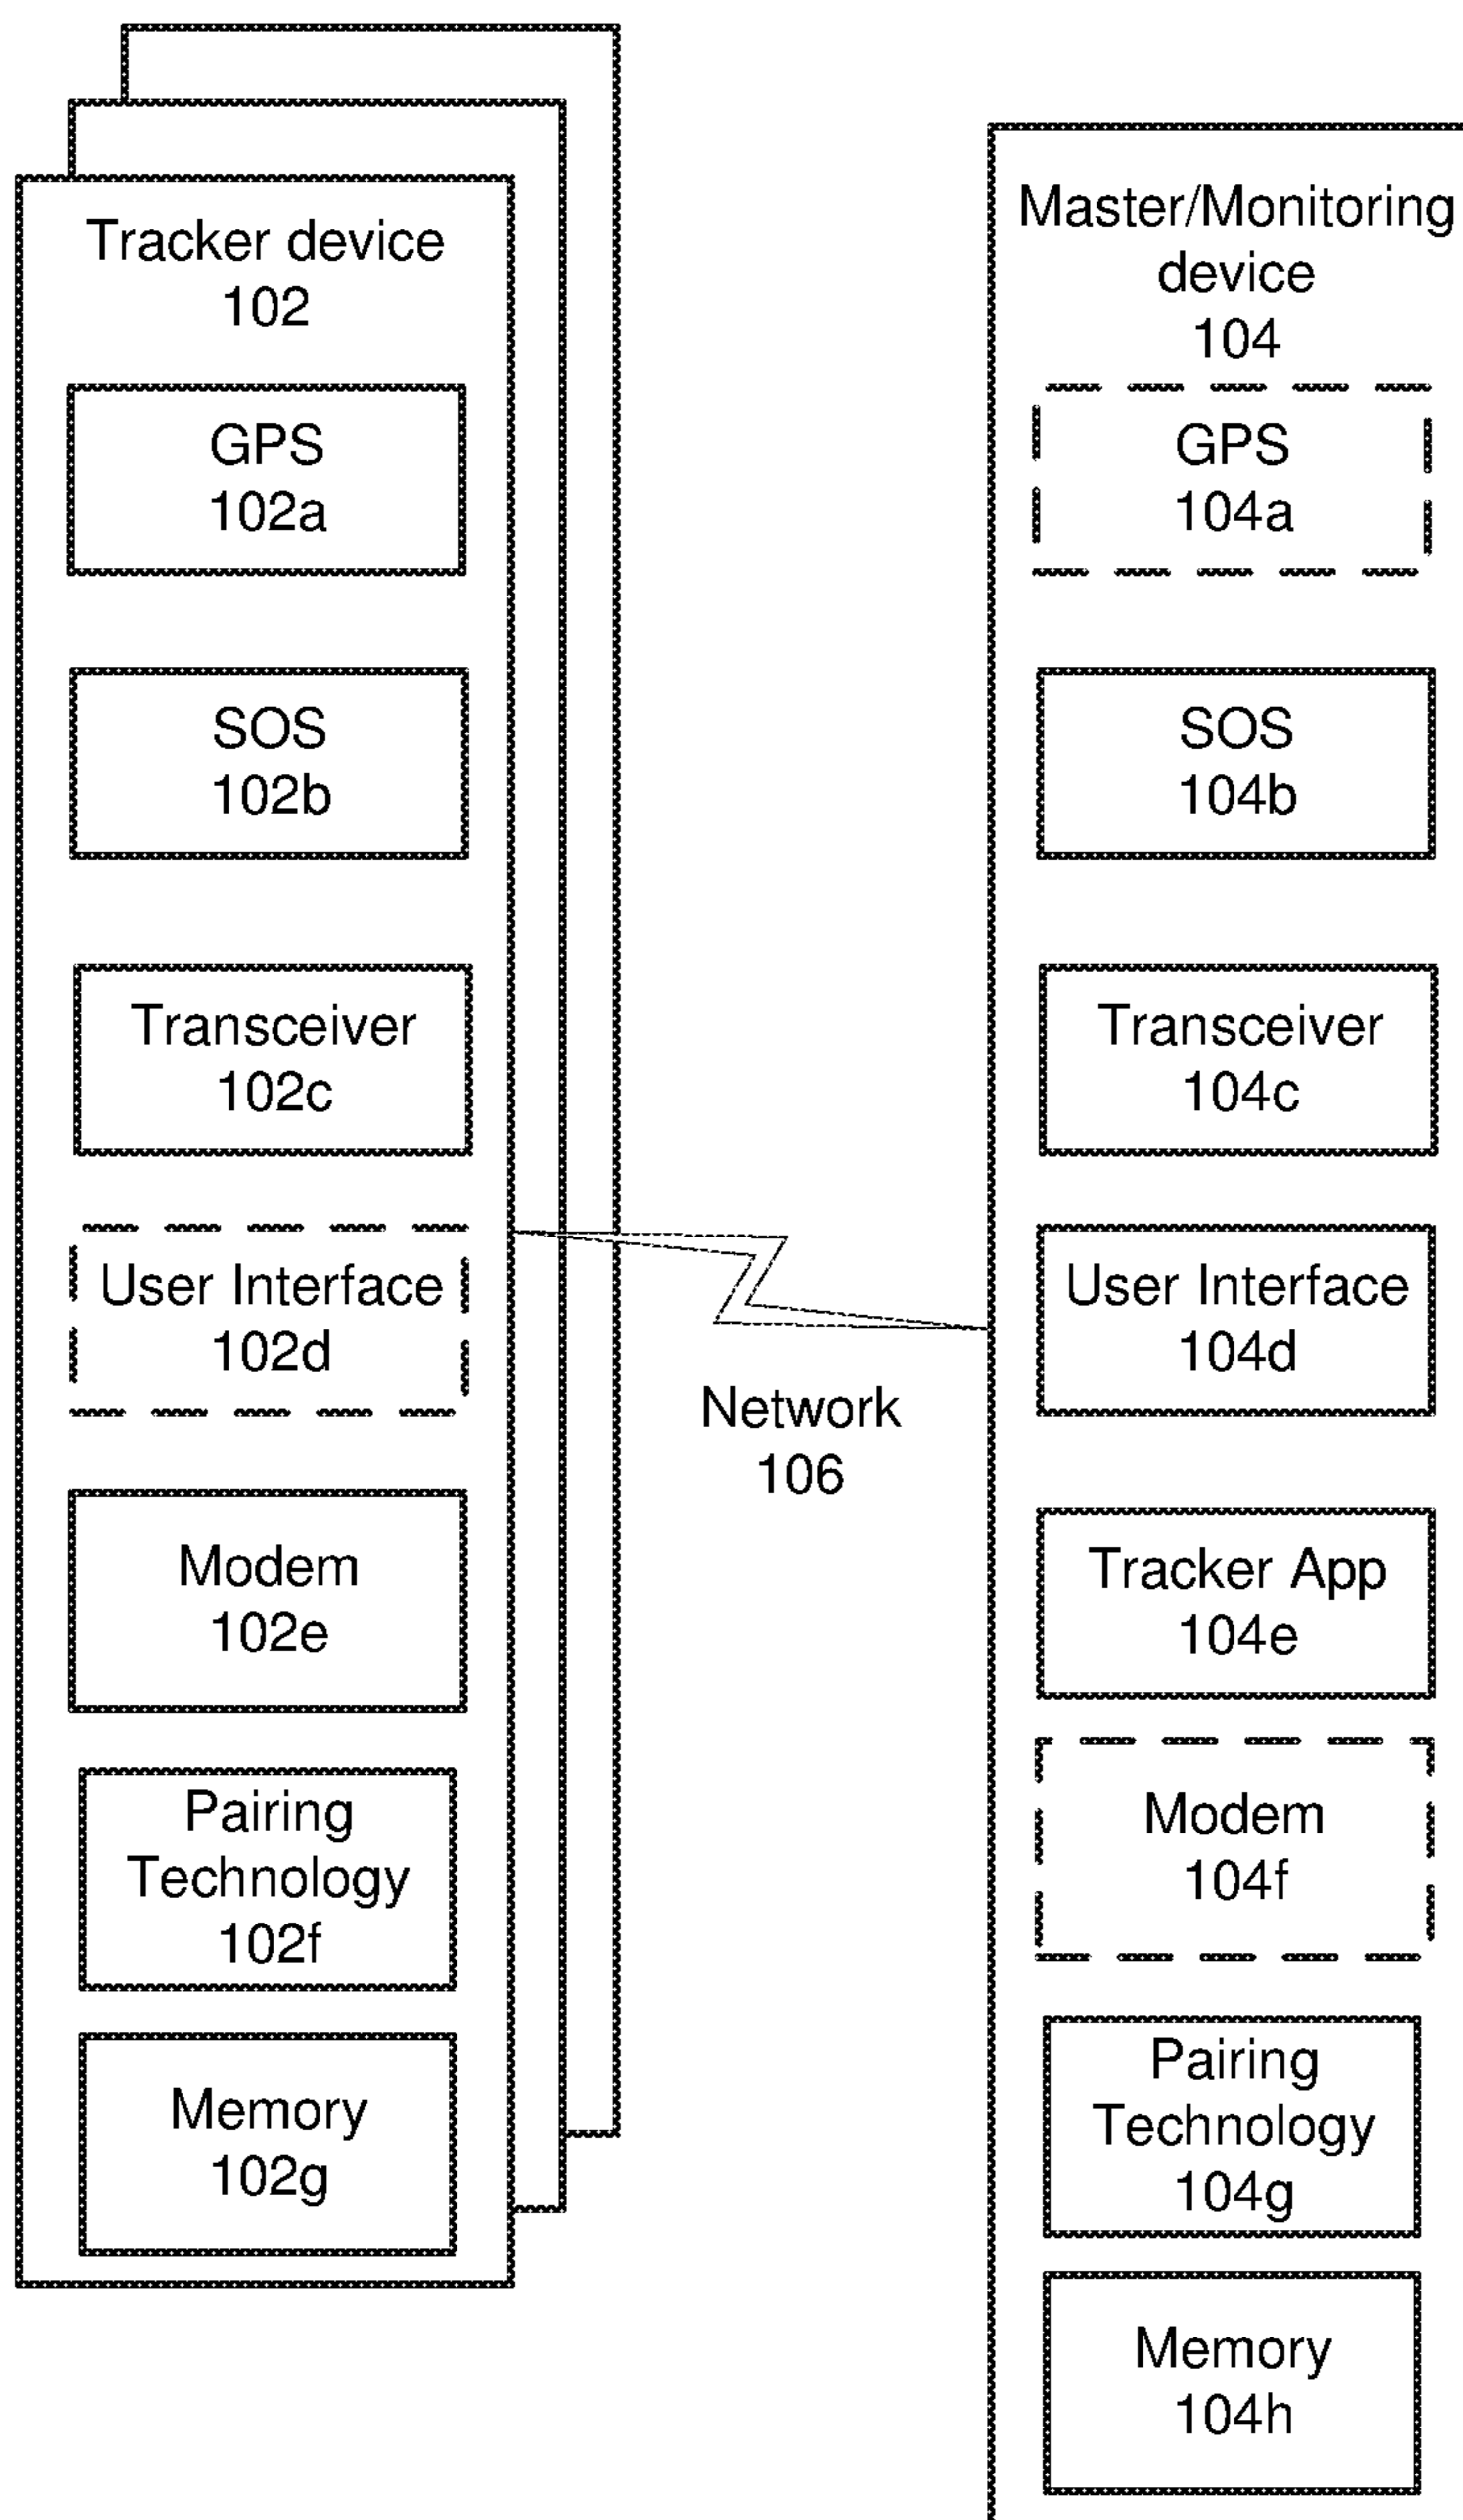 Tracker device
102
GPS
102a
SOS
102b
Transceiver
102c
User Interface
102d
Modem
102e
Pairing
Technology
102f
Memory
102g
Network
106
Master/Monitoring
device
104
GPS
104a
SOS
104b
Transceiver
104c
User Interface
104d
Tracker App
104e
Modem
104f
Pairing
Technology
104g
Memory
104h